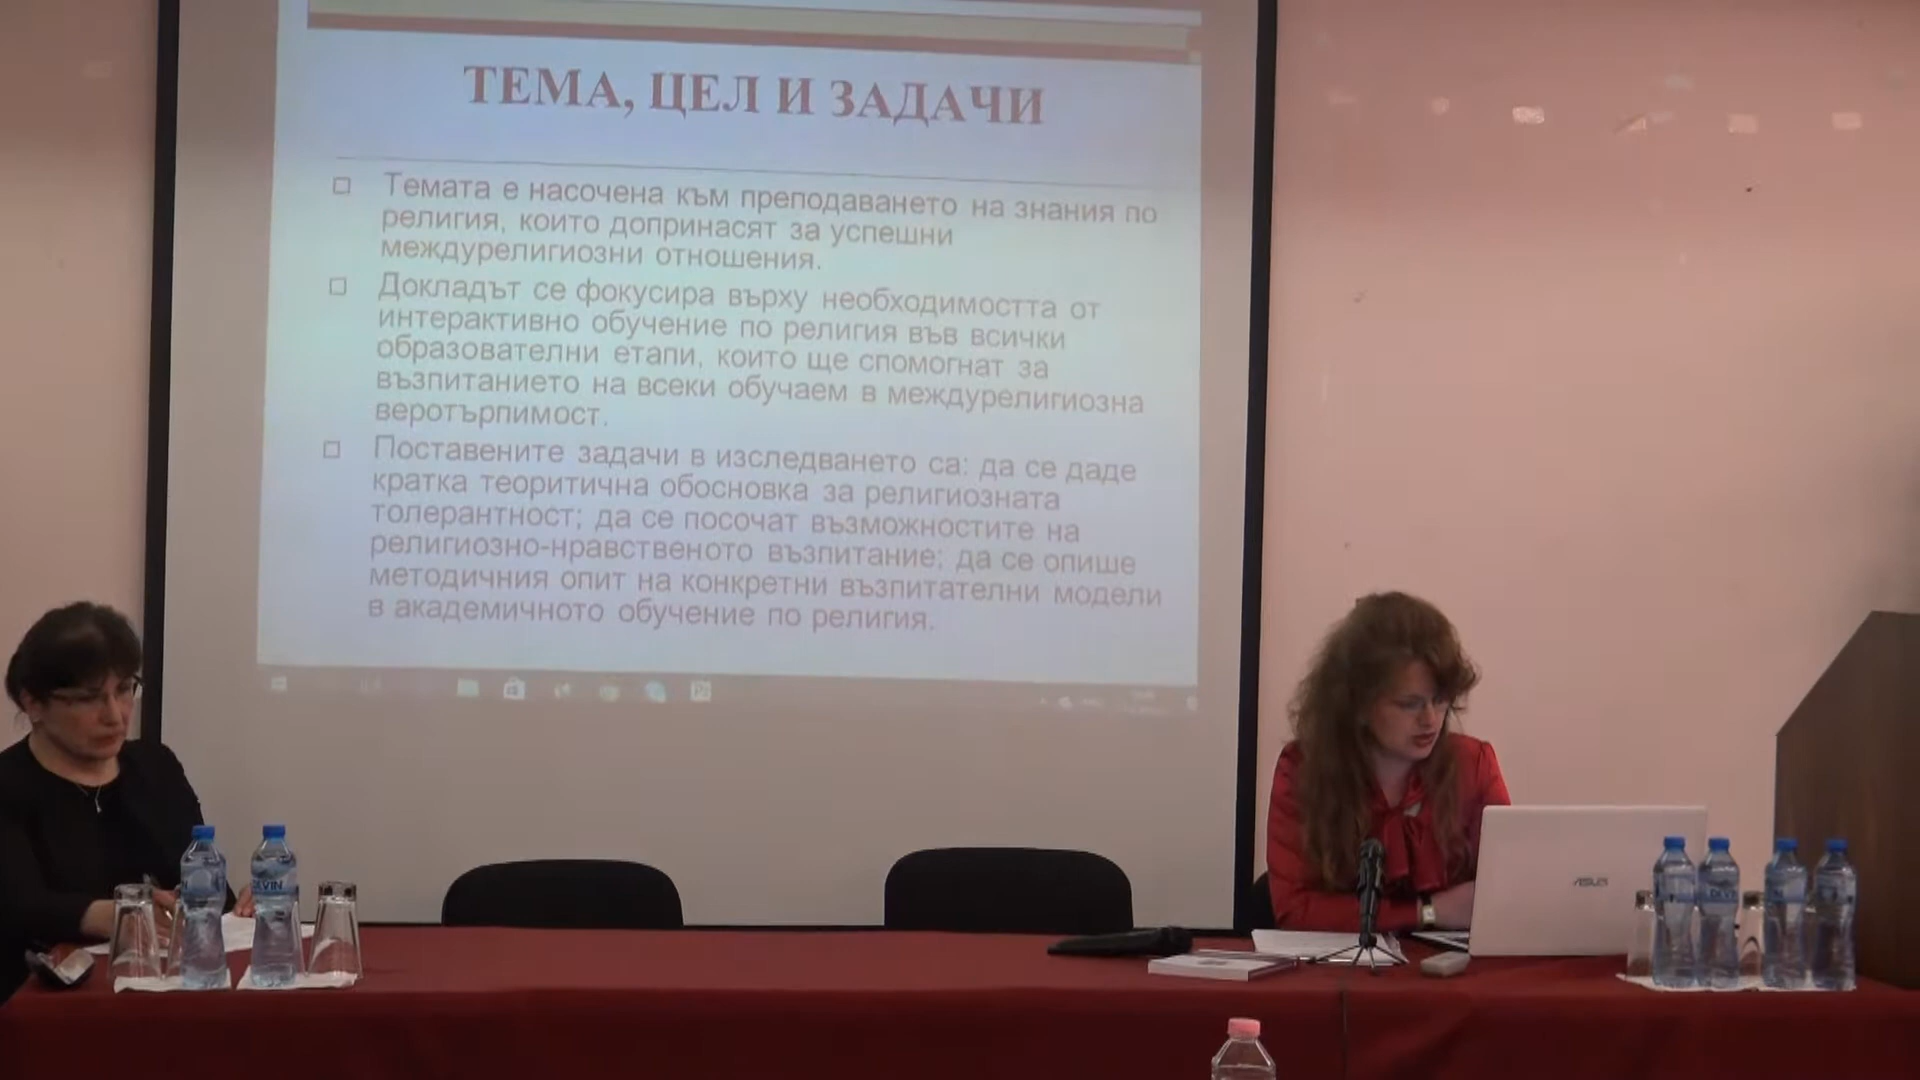 ТЕМА, ЦЕЛ И ЗАДАЧИ
Темата е насочена към преподаването на знания по
религия, които допринасят за успешни
междурелигиозни отношения.
Докладът се фокусира върху необходимостта от
интерактивно обучение по религия във всички
образователни етапи, които ще спомогнат за
възпитанието на всеки обучаем в междурелигиозна
веротърпимост.
Поставените задачи в изследването са: да се даде
кратка теоритична обосновка за религиозната
толерантност; да се посочат възможностите на
религиозно-нравственото възпитание; да се опише
методичния опит на конкретни възпитателни модели
в академичното обучение по религия.
ASUS